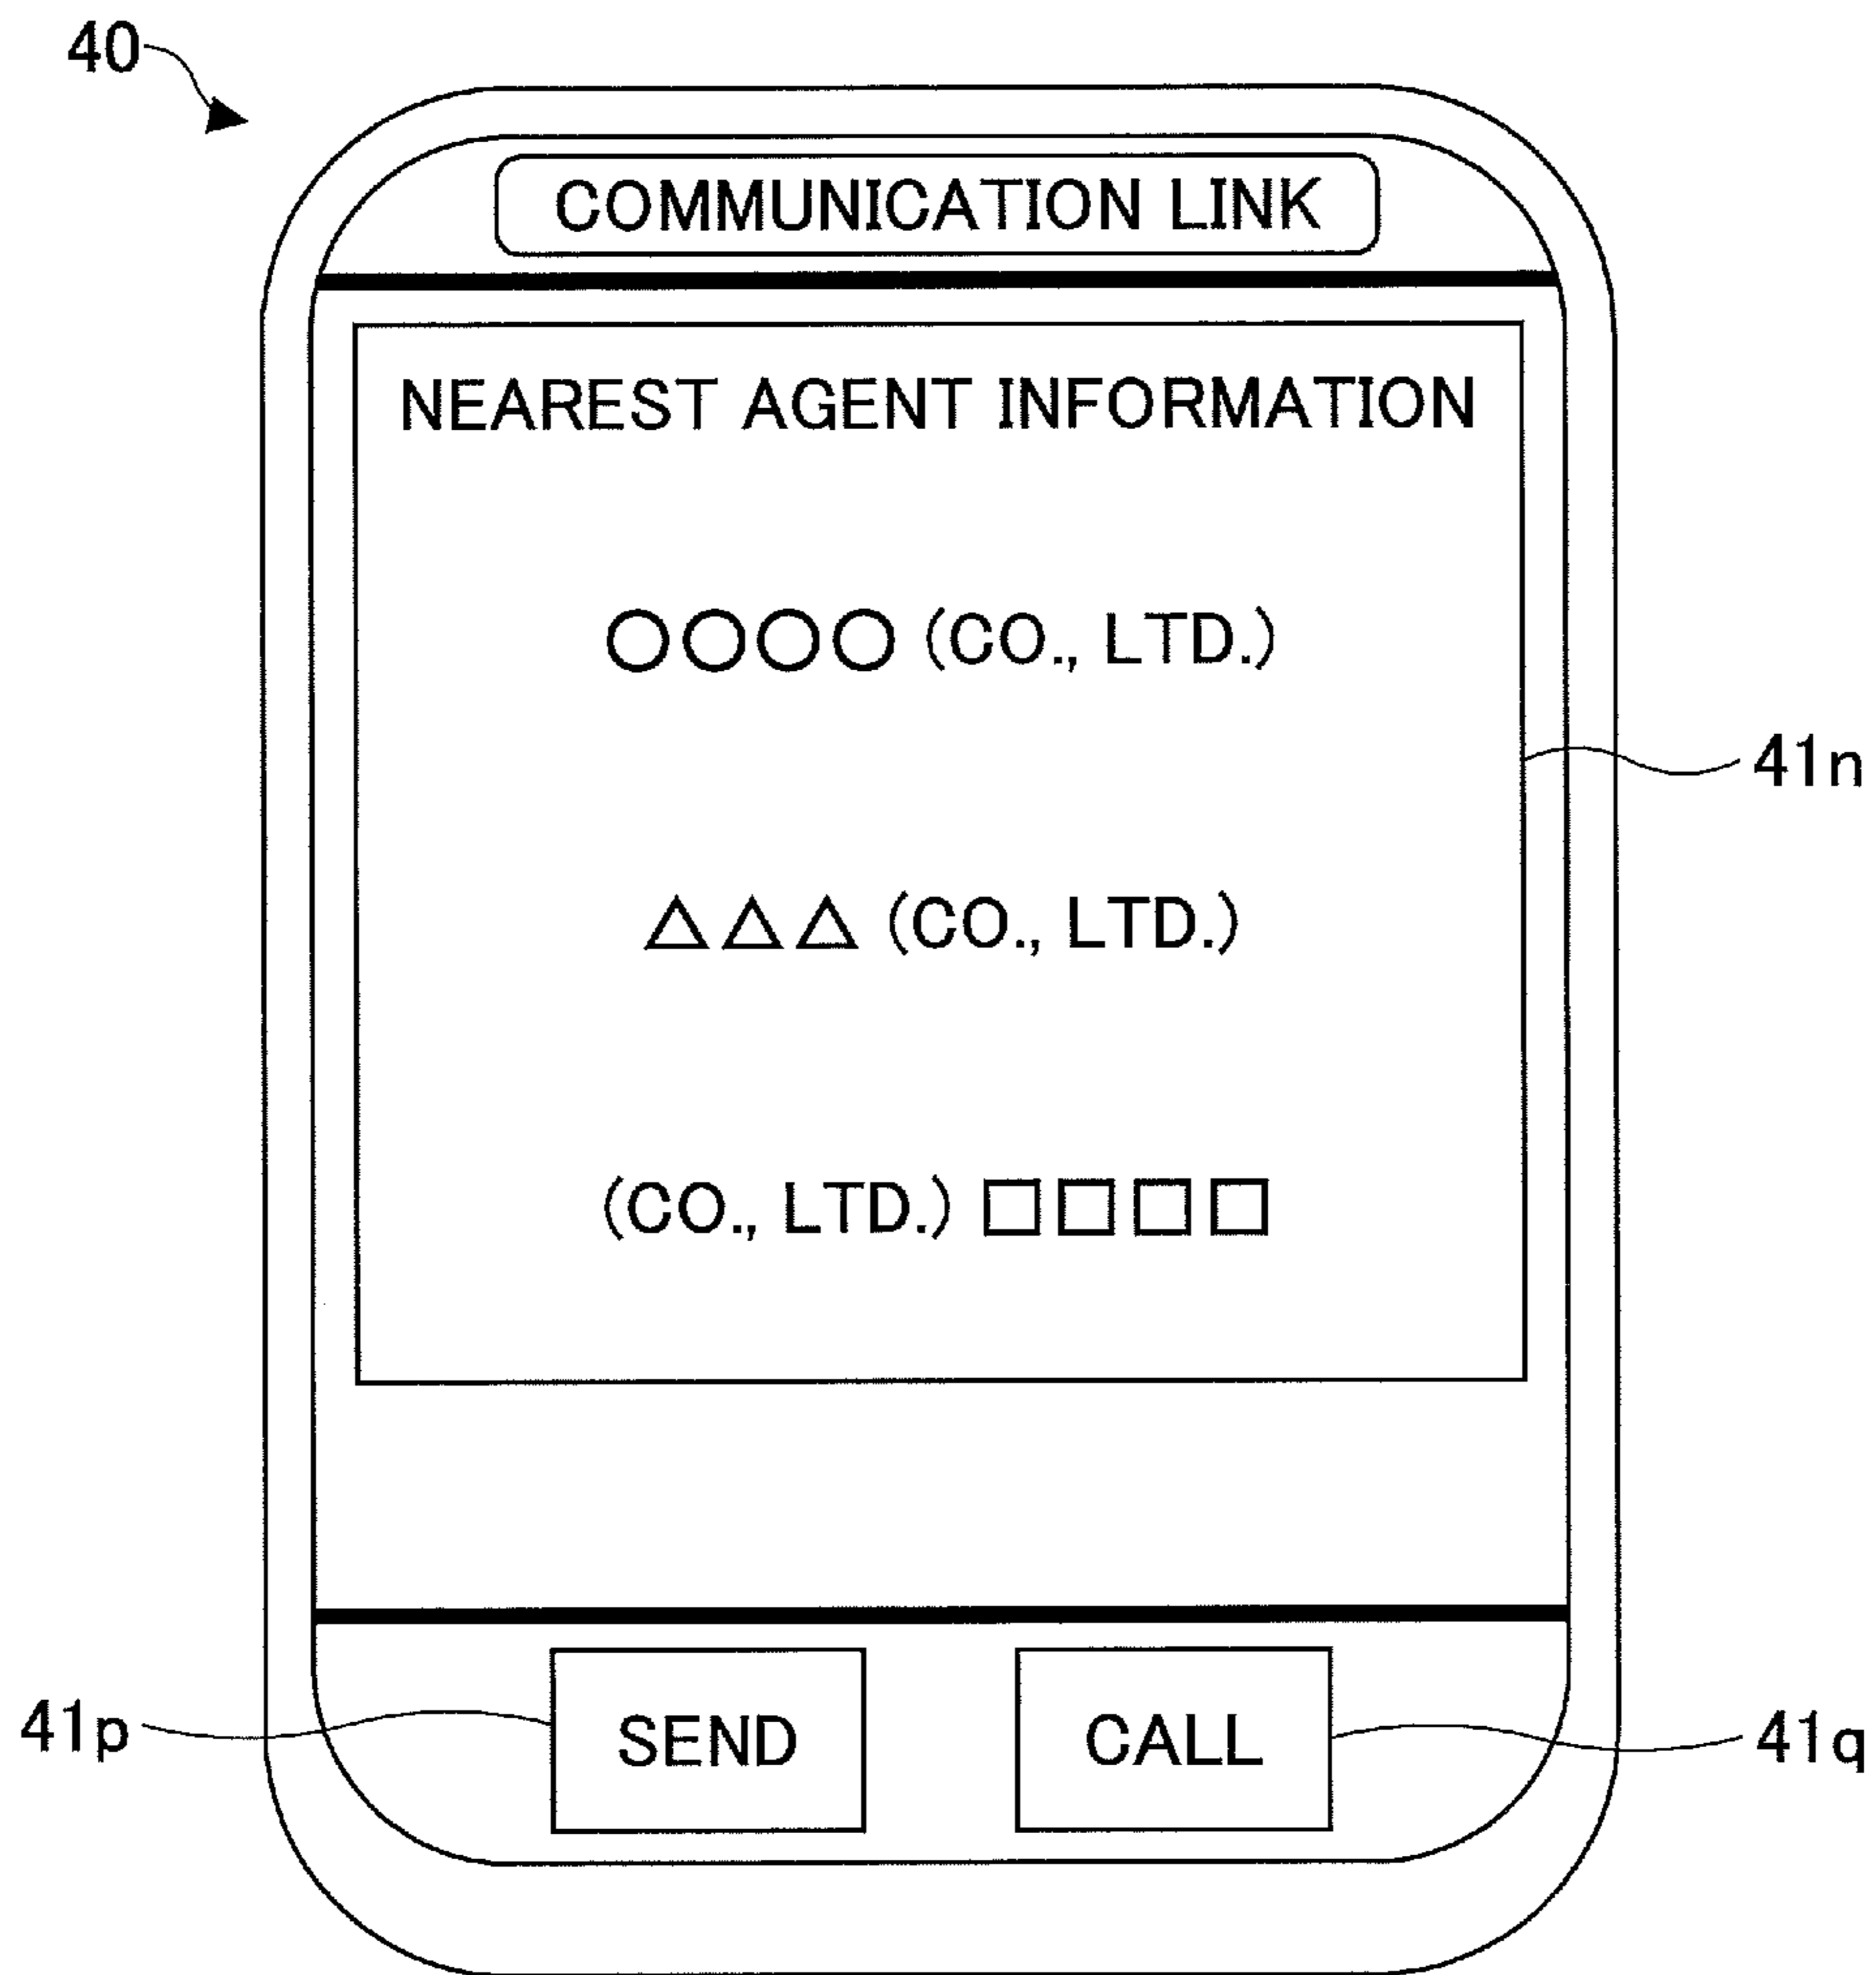 40
COMMUNICATION LINK
NEAREST AGENT INFORMATION
○○○○ (CO., LTD.)
41n
△△△ (CO., LTD.)
(CO., LTD.) □□□□
41p
SEND
CALL
41q